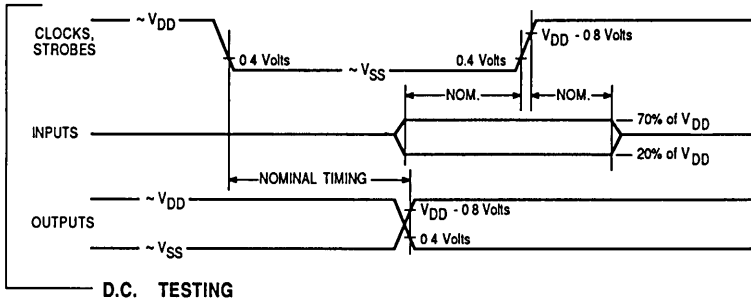 CLOCKS, STROBES
~ VDD
0 4 Volts
~ VSS
0.4 Volts
VDD - 0 8 Volts
NOM.
NOM.
INPUTS
70% of VDD
20% of VDD
NOMINAL TIMING
OUTPUTS
~ VDD
~ VSS
VDD - 0 8 Volts
0 4 Volts
D.C. TESTING